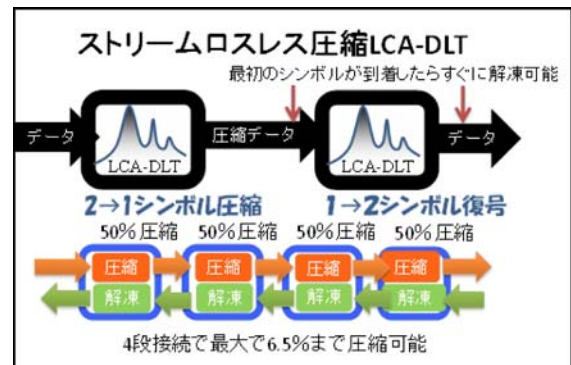 ストリームロスレス圧縮LCA-DLT
最初のシンボルが到着したらすぐに解凍可能
データ
圧縮データ
データ
LCA-DLT
LCA-DLT
2→1シンボル圧縮
1→2シンボル復号
50%圧縮
50%圧縮
50%圧縮
50%圧縮
圧縮
圧縮
圧縮
圧縮
解凍
解凍
解凍
解凍
4段接続で最大で6.5%まで圧縮可能